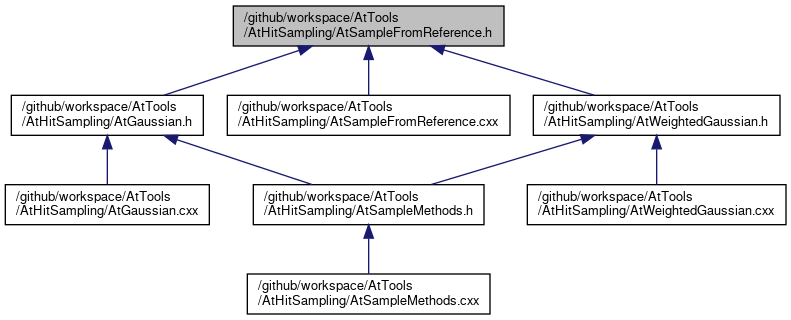 /github/workspace/AtTools
/AtHitSampling/AtSampleFromReference.h
/github/workspace/AtTools
/AtHitSampling/AtGaussian.h
/github/workspace/AtTools
/AtHitSampling/AtSampleFromReference.cxx
/github/workspace/AtTools
/AtHitSampling/AtWeightedGaussian.h
/github/workspace/AtTools
/AtHitSampling/AtGaussian.cxx
/github/workspace/AtTools
/AtHitSampling/AtSampleMethods.h
/github/workspace/AtTools
/AtHitSampling/AtWeightedGaussian.cxx
/github/workspace/AtTools
/AtHitSampling/AtSampleMethods.cxx